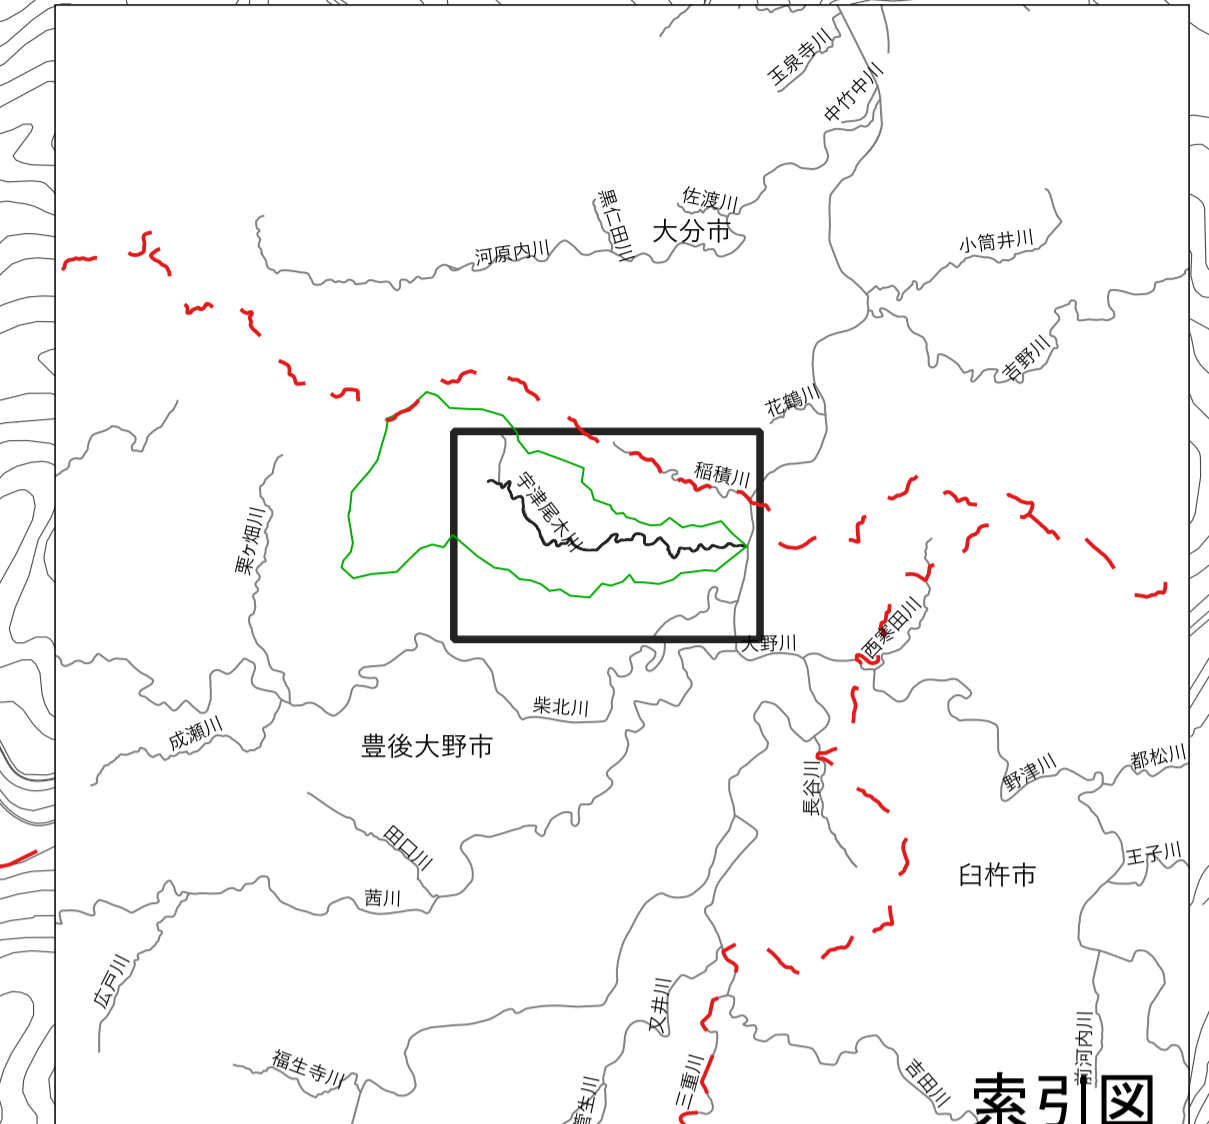 玉泉寺川
中竹中川
佐渡川
黒仁田川
大分市
小筒井川
河原内川
吉野川
花鶴川
稲積川
宇津尾木川
栗ヶ畑川
西寒田川
大野川
柴北川
成瀬川
豊後大野市
都松川
野津川
長谷川
田口川
王子川
臼杵市
茜川
広戸川
又井川
前河内川
福生寺川
三重川
吉田川
索引図